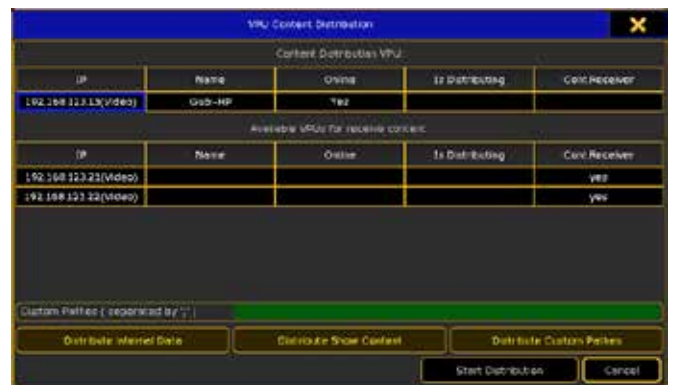 VPU Content Distribution
Content Distribution VPU:
IP Name Online Is Distributing Cont.Receiver
192.168.123.15(Video) GUB-HP Yes
Available VPUs for receive content:
IP Name Online Is Distributing Cont.Receiver
192.168.123.21(Video) yes
192.168.123.22(Video) yes
Custom Pathes ( separated by ";" )
Distribute Internal Data Distribute Show Content Distribute Custom Pathes
Start Distribution Cancel